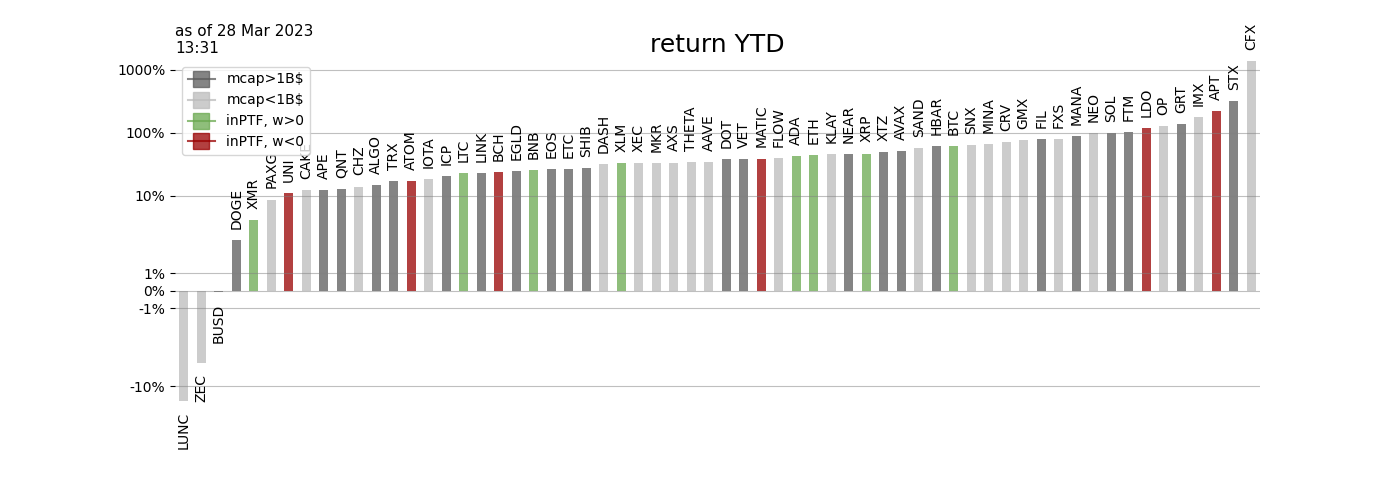 as of 28 Mar 2023
13:31
return YTD
mcap>1B$
mcap<1B$
inPTF, w>0
inPTF, w<0
1000%
100%
10%
1%
0%
-1%
-10%
LUNC
ZEC
BUSD
DOGE
XMR
PAXG
UNI
CAKE
APE
QNT
CHZ
ALGO
TRX
ATOM
IOTA
ICP
LTC
LINK
BCH
EGLD
BNB
EOS
ETC
SHIB
DASH
XLM
XEC
MKR
AXS
THETA
AAVE
DOT
VET
MATIC
FLOW
ADA
ETH
KLAY
NEAR
XRP
XTZ
AVAX
SAND
HBAR
BTC
SNX
MINA
CRV
GMX
FIL
FXS
MANA
NEO
SOL
FTM
LDO
OP
GRT
IMX
APT
STX
CFX